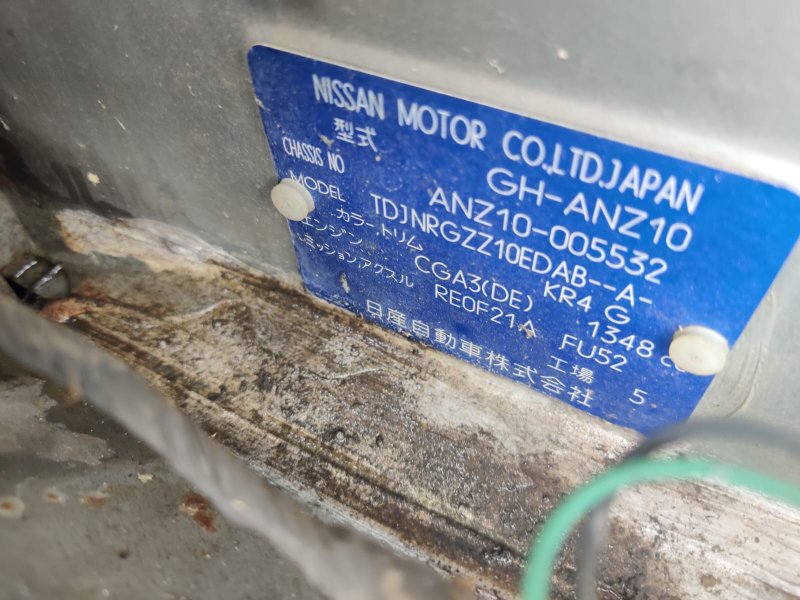 NISSAN MOTOR CO.,LTD.JAPAN
型式 GH-ANZ10
CHASSIS NO ANZ10-005532
MODEL TDJNRGZZ10EDAB--A-
カラー,トリム KR4 G
エンジン CGA3(DE) 1348 cc
ミッション,アクスル RE0F21A FU52
工場 5
日産自動車株式会社